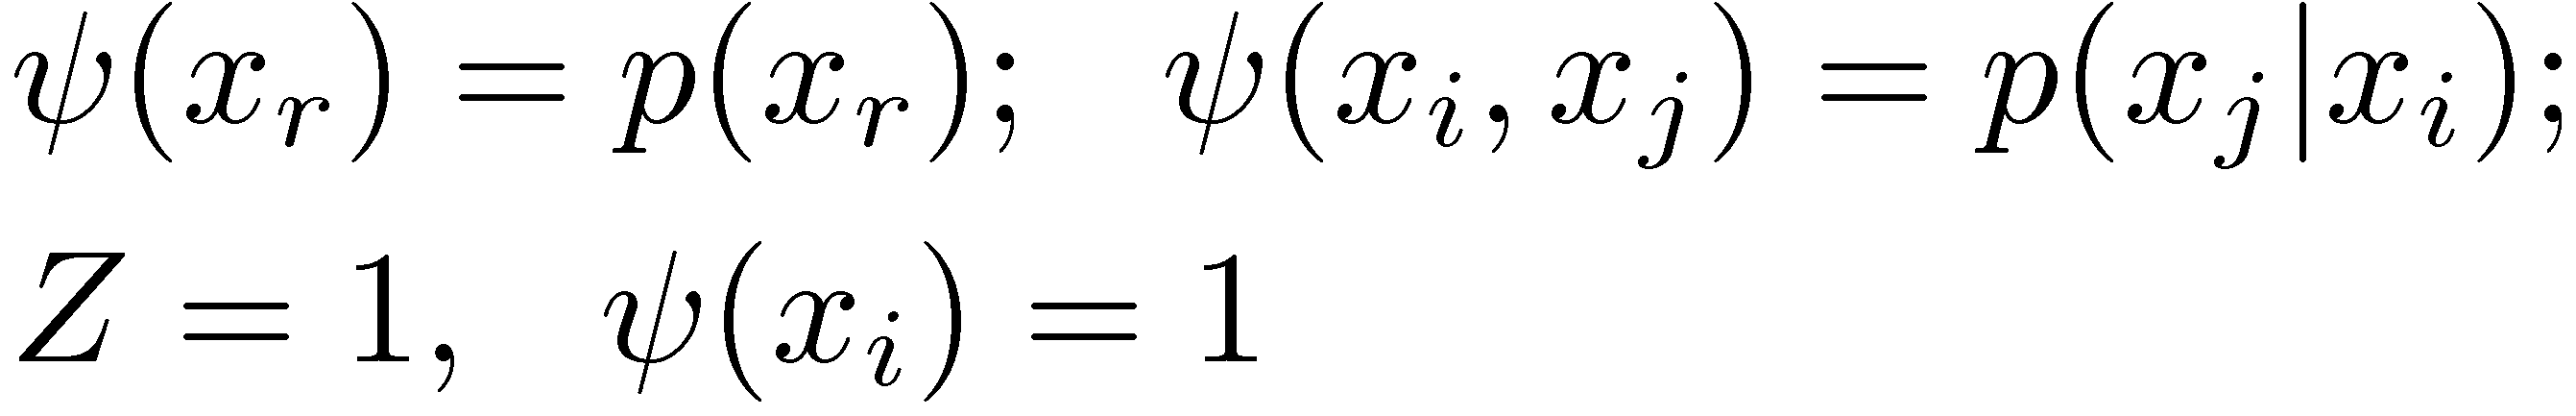 ψ(x_r) = p(x_r); ψ(x_i, x_j) = p(x_j|x_i);
Z = 1, ψ(x_i) = 1